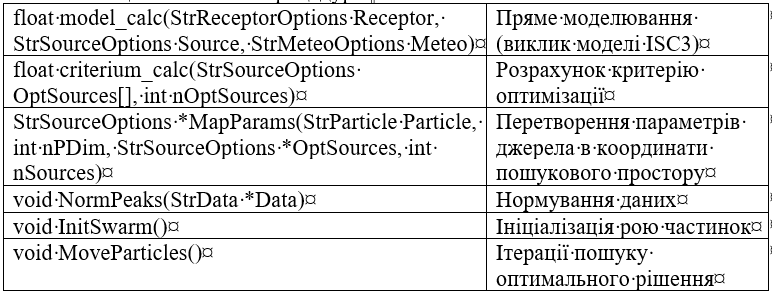 float model_calc(StrReceptorOptions Receptor,
StrSourceOptions Source, StrMeteoOptions Meteo)¤
Пряме моделювання
(виклик моделі ISC3)¤
float criterium_calc(StrSourceOptions
OptSources[], int nOptSources)¤
Розрахунок критерію
оптимізації¤
StrSourceOptions *MapParams(StrParticle Particle,
int nPDim, StrSourceOptions *OptSources, int
nSources)¤
Перетворення параметрів
джерела в координати
пошукового простору¤
void NormPeaks(StrData *Data)¤
Нормування даних¤
void InitSwarm()¤
Ініціалізація рою частинок¤
void MoveParticles()¤
Ітерації пошуку
оптимального рішення¤